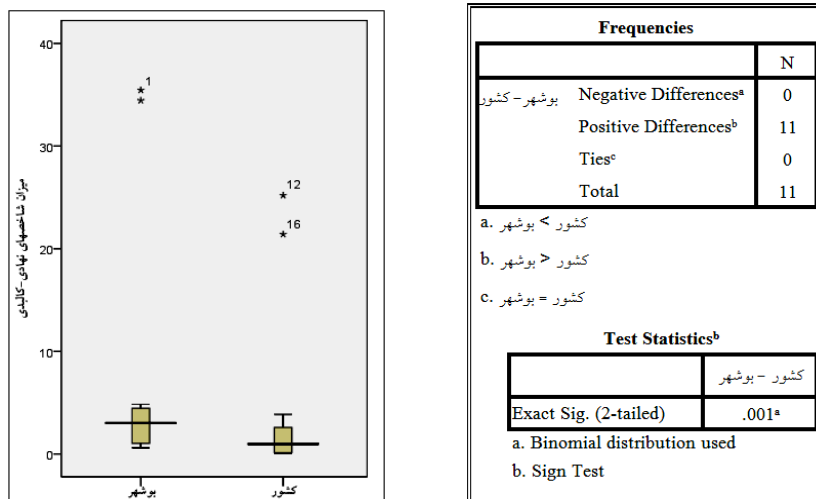 40
30
20
10
0
1
12
16
میزان شاخصهای نهادی-کالبدی
بوشهر
کشور
Frequencies
N
بوشهر - کشور Negative Differencesᵃ 0
Positive Differencesᵇ 11
Tiesᶜ 0
Total 11
a. کشور < بوشهر
b. کشور > بوشهر
c. کشور = بوشهر
Test Statisticsᵇ
کشور - بوشهر
Exact Sig. (2-tailed) .001ᵃ
a. Binomial distribution used
b. Sign Test